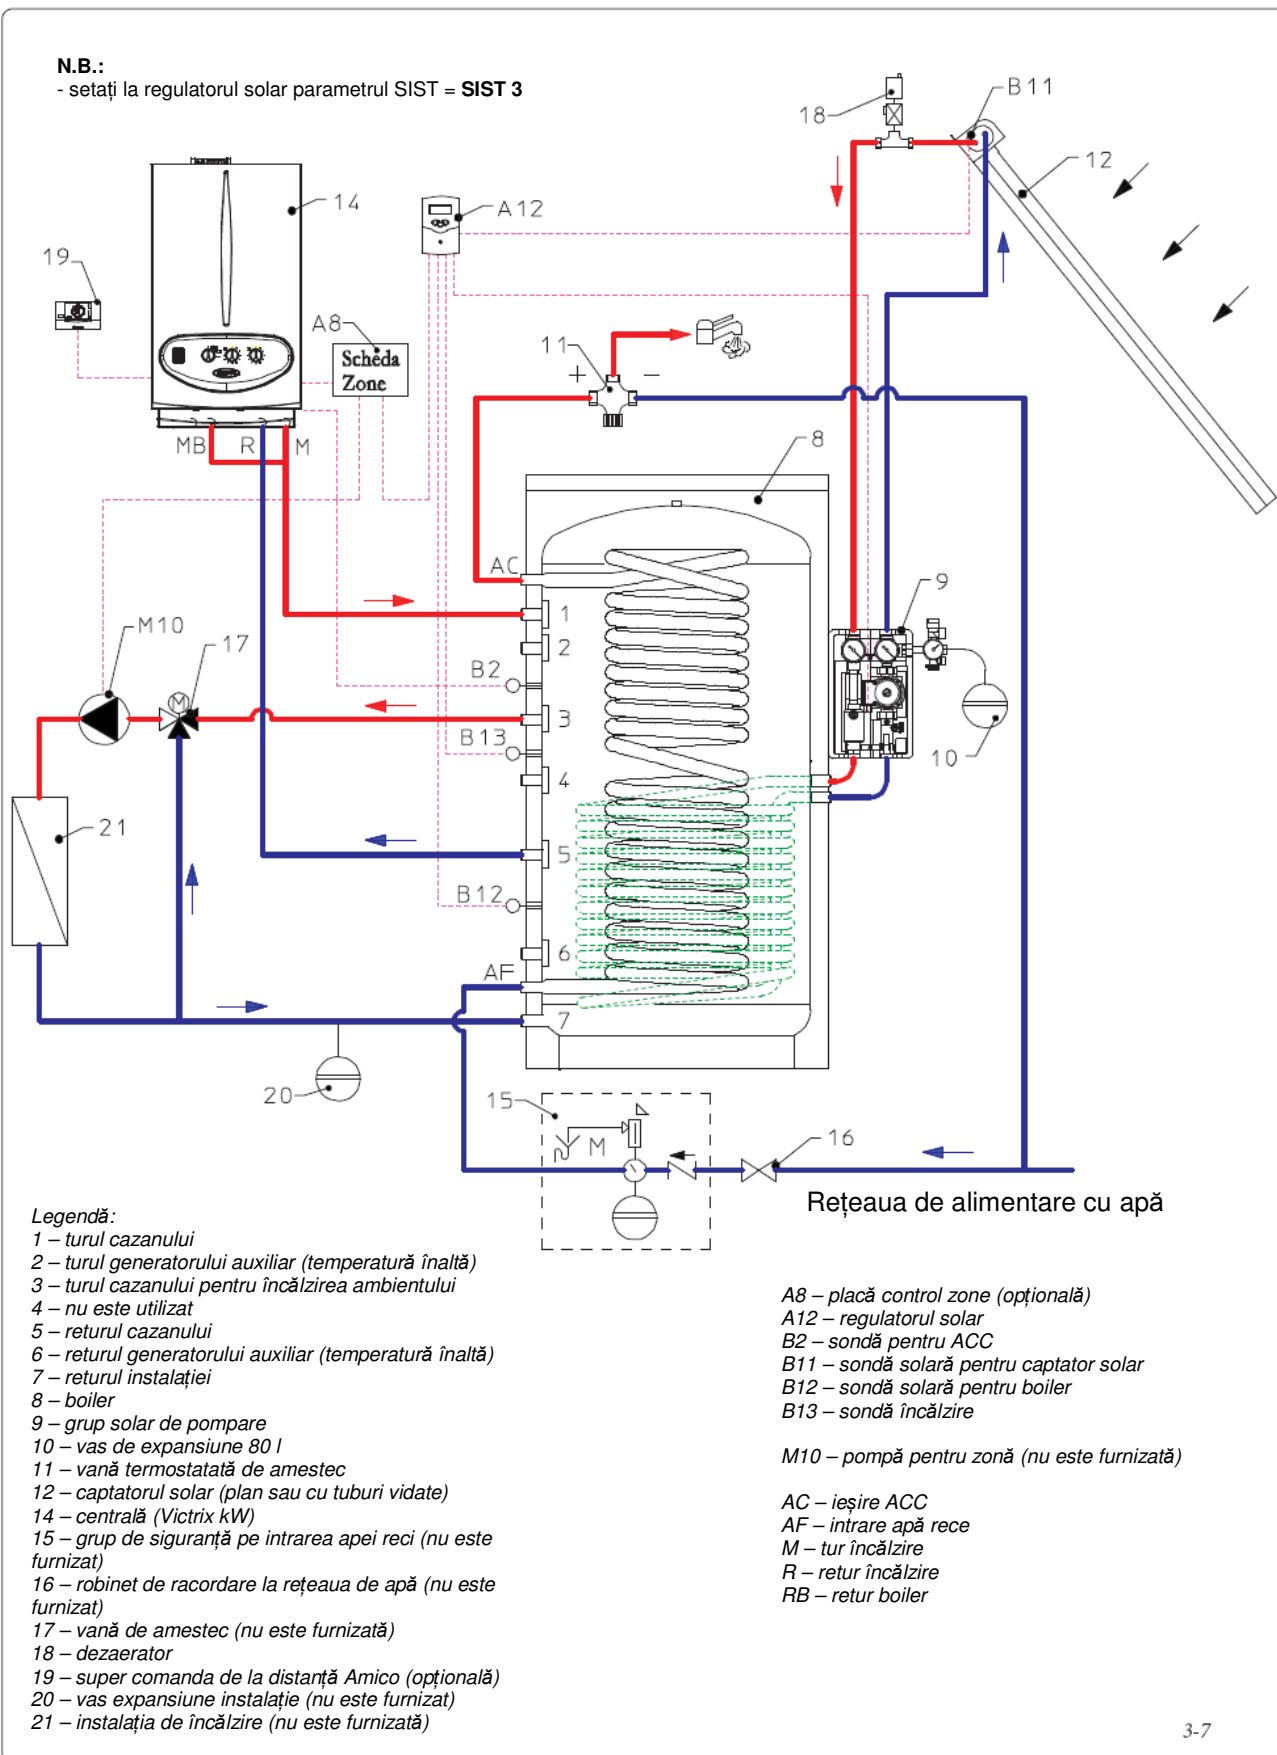 N.B.:
- setați la regulatorul solar parametrul SIST = SIST 3
B11
18
12
14
A12
19
A8
Scheda
Zone
11
+
−
MB
R
M
8
AC
1
9
M10
17
2
B2
M
3
B13
10
4
21
5
B12
6
AF
7
20
15
M
16
Rețeaua de alimentare cu apă
Legendă:
1 – turul cazanului
2 – turul generatorului auxiliar (temperatură înaltă)
3 – turul cazanului pentru încălzirea ambientului
4 – nu este utilizat
5 – returul cazanului
6 – returul generatorului auxiliar (temperatură înaltă)
7 – returul instalației
8 – boiler
9 – grup solar de pompare
10 – vas de expansiune 80 l
11 – vană termostatată de amestec
12 – captatorul solar (plan sau cu tuburi vidate)
14 – centrală (Victrix kW)
15 – grup de siguranță pe intrarea apei reci (nu este
furnizat)
16 – robinet de racordare la rețeaua de apă (nu este
furnizat)
17 – vană de amestec (nu este furnizată)
18 – dezaerator
19 – super comanda de la distanță Amico (opțională)
20 – vas expansiune instalație (nu este furnizat)
21 – instalația de încălzire (nu este furnizată)
A8 – placă control zone (opțională)
A12 – regulatorul solar
B2 – sondă pentru ACC
B11 – sondă solară pentru captator solar
B12 – sondă solară pentru boiler
B13 – sondă încălzire
M10 – pompă pentru zonă (nu este furnizată)
AC – ieșire ACC
AF – intrare apă rece
M – tur încălzire
R – retur încălzire
RB – retur boiler
3-7